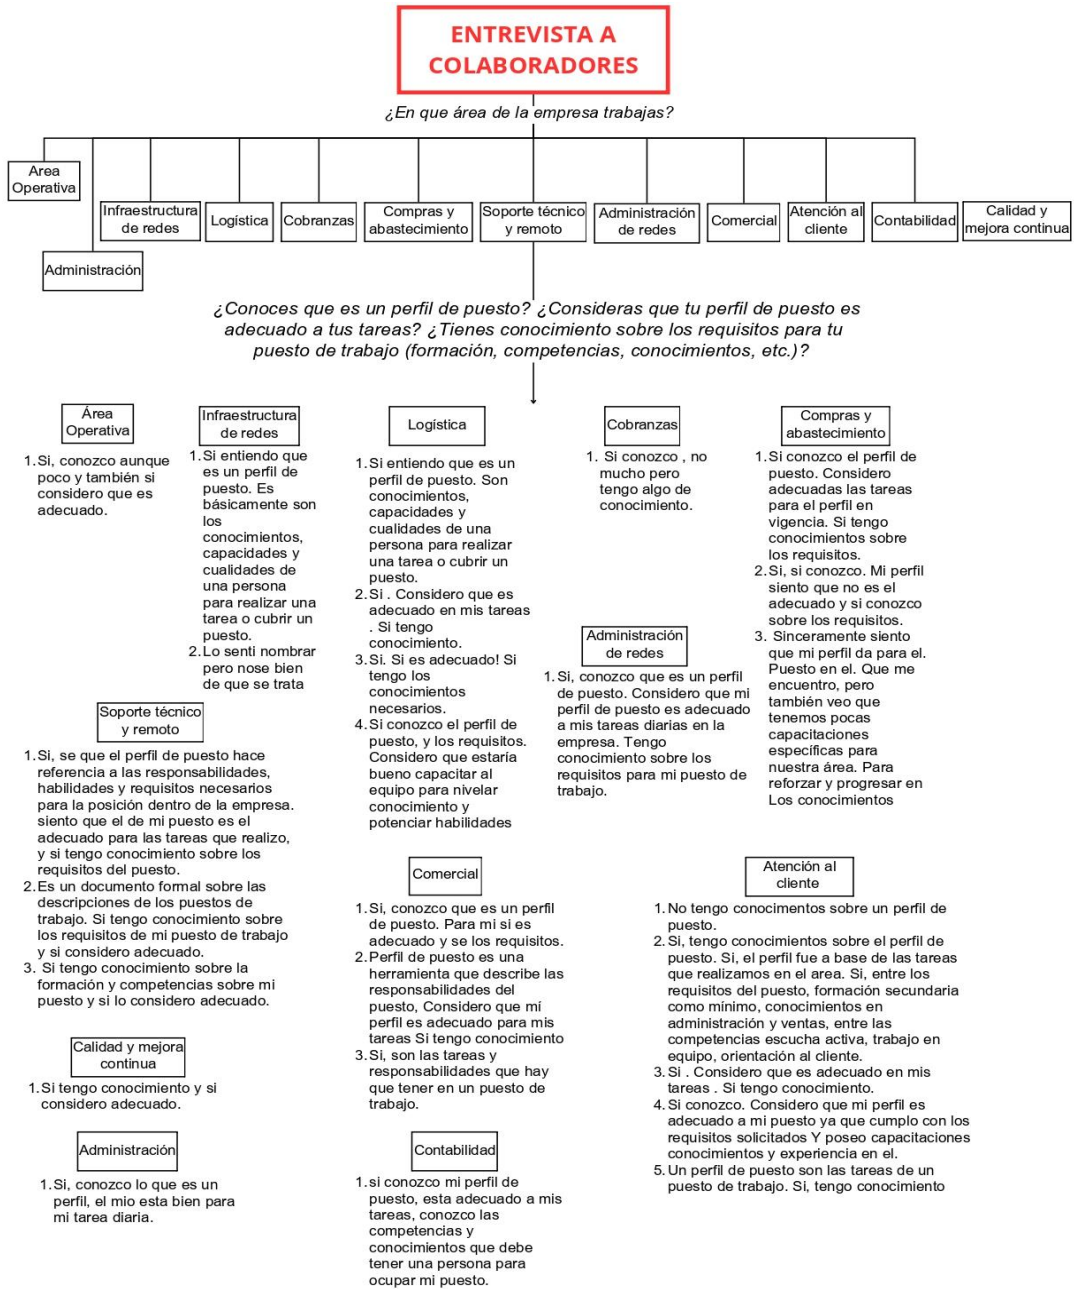 ENTREVISTA A
COLABORADORES
¿En que área de la empresa trabajas?
Area
Operativa
Infraestructura
de redes
Logística
Cobranzas
Compras y
abastecimiento
Soporte técnico
y remoto
Administración
de redes
Comercial
Atención al
cliente
Contabilidad
Calidad y
mejora continua
Administración
¿Conoces que es un perfil de puesto? ¿Consideras que tu perfil de puesto es
adecuado a tus tareas? ¿Tienes conocimiento sobre los requisitos para tu
puesto de trabajo (formación, competencias, conocimientos, etc.)?
Área
Operativa
1. Si, conozco aunque
poco y también si
considero que es
adecuado.
Infraestructura
de redes
1. Si entiendo que
es un perfil de
puesto. Es
básicamente son
los
conocimientos,
capacidades y
cualidades de
una persona
para realizar una
tarea o cubrir un
puesto.
2. Lo senti nombrar
pero nose bien
de que se trata
Logística
1. Si entiendo que es un
perfil de puesto. Son
conocimientos,
capacidades y
cualidades de una
persona para realizar
una tarea o cubrir un
puesto.
2. Si . Considero que es
adecuado en mis tareas
. Si tengo
conocimiento.
3. Si. Si es adecuado! Si
tengo los
conocimientos
necesarios.
4. Si conozco el perfil de
puesto, y los requisitos.
Considero que estaría
bueno capacitar al
equipo para nivelar
conocimiento y
potenciar habilidades
Cobranzas
1. Si conozco , no
mucho pero
tengo algo de
conocimiento.
Compras y
abastecimiento
1. Si conozco el perfil de
puesto. Considero
adecuadas las tareas
para el perfil en
vigencia. Si tengo
conocimientos sobre
los requisitos.
2. Si, si conozco. Mi perfil
siento que no es el
adecuado y si conozco
sobre los requisitos.
3. Sinceramente siento
que mi perfil da para el.
Puesto en el. Que me
encuentro, pero
también veo que
tenemos pocas
capacitaciones
específicas para
nuestra área. Para
reforzar y progresar en
Los conocimientos
Administración
de redes
1. Si, conozco que es un perfil
de puesto. Considero que mi
perfil de puesto es adecuado
a mis tareas diarias en la
empresa. Tengo
conocimiento sobre los
requisitos para mi puesto de
trabajo.
Soporte técnico
y remoto
1. Si, se que el perfil de puesto hace
referencia a las responsabilidades,
habilidades y requisitos necesarios
para la posición dentro de la empresa.
siento que el de mi puesto es el
adecuado para las tareas que realizo,
y si tengo conocimiento sobre los
requisitos del puesto.
2. Es un documento formal sobre las
descripciones de los puestos de
trabajo. Si tengo conocimiento sobre
los requisitos de mi puesto de trabajo
y si considero adecuado.
3. Si tengo conocimiento sobre la
formación y competencias sobre mi
puesto y si lo considero adecuado.
Comercial
1. Si, conozco que es un perfil
de puesto. Para mi si es
adecuado y se los requisitos.
2. Perfil de puesto es una
herramienta que describe las
responsabilidades del
puesto, Considero que mí
perfil es adecuado para mis
tareas Si tengo conocimiento
3. Si, son las tareas y
responsabilidades que hay
que tener en un puesto de
trabajo.
Atención al
cliente
1. No tengo conocimentos sobre un perfil de
puesto.
2. Si, tengo conocimientos sobre el perfil de
puesto. Si, el perfil fue a base de las tareas
que realizamos en el area. Si, entre los
requisitos del puesto, formación secundaria
como mínimo, conocimientos en
administración y ventas, entre las
competencias escucha activa, trabajo en
equipo, orientación al cliente.
3. Si . Considero que es adecuado en mis
tareas . Si tengo conocimiento.
4. Si conozco. Considero que mi perfil es
adecuado a mi puesto ya que cumplo con los
requisitos solicitados Y poseo capacitaciones
conocimientos y experiencia en el.
5. Un perfil de puesto son las tareas de un
puesto de trabajo. Si, tengo conocimiento
Calidad y mejora
continua
1. Si tengo conocimiento y si
considero adecuado.
Administración
1. Si, conozco lo que es un
perfil, el mio esta bien para
mi tarea diaria.
Contabilidad
1. si conozco mi perfil de
puesto, esta adecuado a mis
tareas, conozco las
competencias y
conocimientos que debe
tener una persona para
ocupar mi puesto.